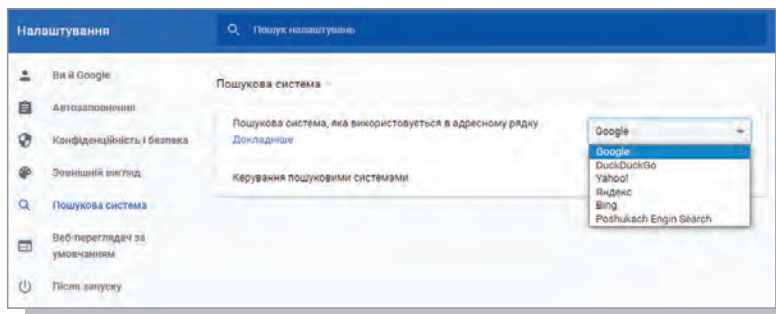 Налаштування
Пошук налаштувань
Ви й Google
Автозаповнення
Конфіденційність і безпека
Зовнішній вигляд
Пошукова система
Веб-переглядач за
умовчанням
Після запуску
Пошукова система
Пошукова система, яка використовується в адресному рядку
Докладніше
Google
Керування пошуковими системами
Google
DuckDuckGo
Yahoo!
Яндекс
Bing
Poshukach Engin Search